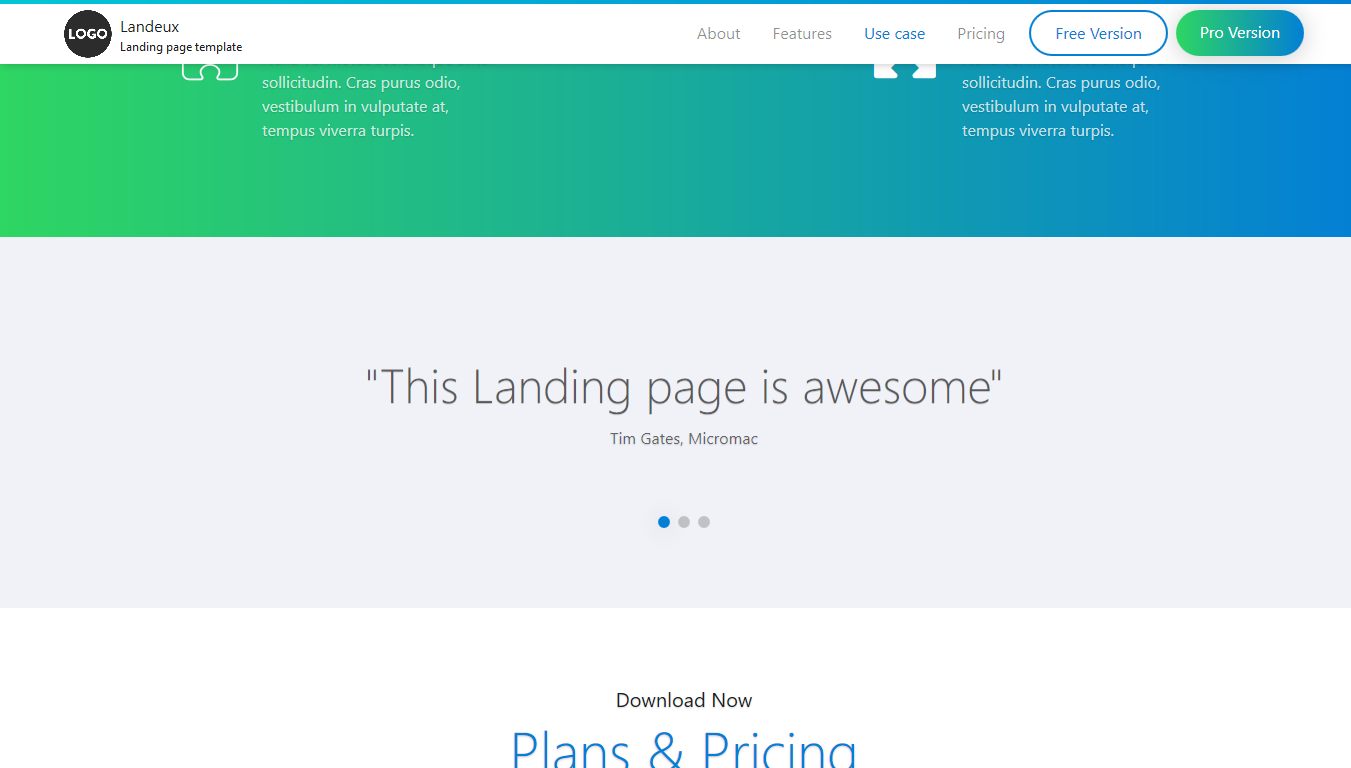 LOGO
Landeux
Landing page template
About
Features
Use case
Pricing
Free Version
Pro Version
sollicitudin. Cras purus odio,
vestibulum in vulputate at,
tempus viverra turpis.
sollicitudin. Cras purus odio,
vestibulum in vulputate at,
tempus viverra turpis.
"This Landing page is awesome"
Tim Gates, Micromac
Download Now
Plans & Pricing